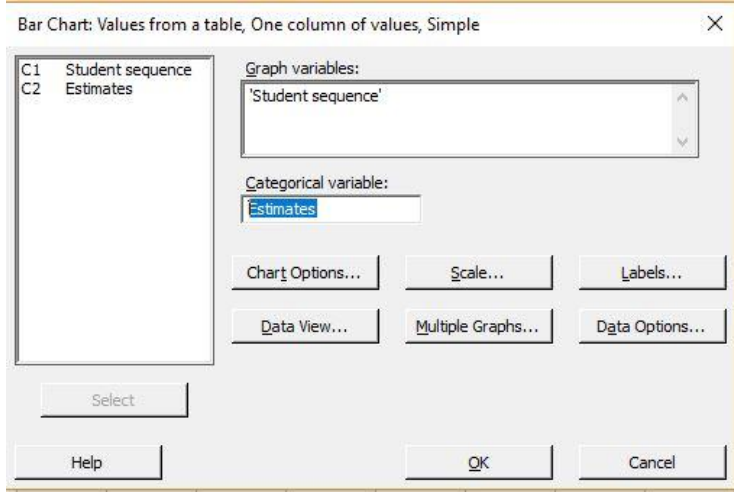 Bar Chart: Values from a table, One column of values, Simple
C1 Student sequence
C2 Estimates
Graph variables:
'Student sequence'
Categorical variable:
Estimates
Chart Options... Scale... Labels...
Data View... Multiple Graphs... Data Options...
Select
Help OK Cancel